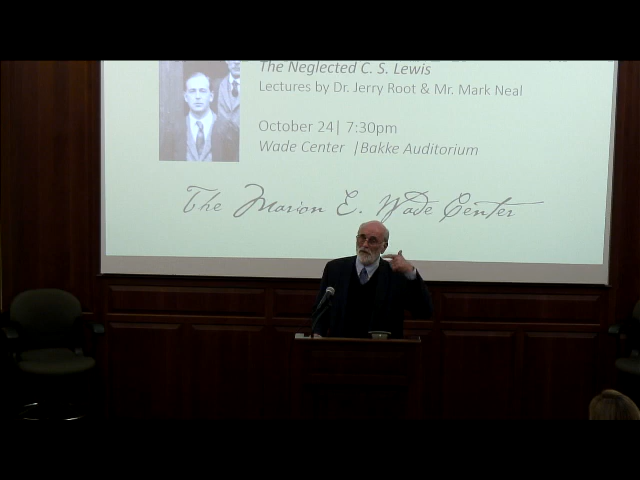 The Neglected C. S. Lewis
Lectures by Dr. Jerry Root & Mr. Mark Neal
October 24| 7:30pm
Wade Center |Bakke Auditorium
The Marion E. Wade Center